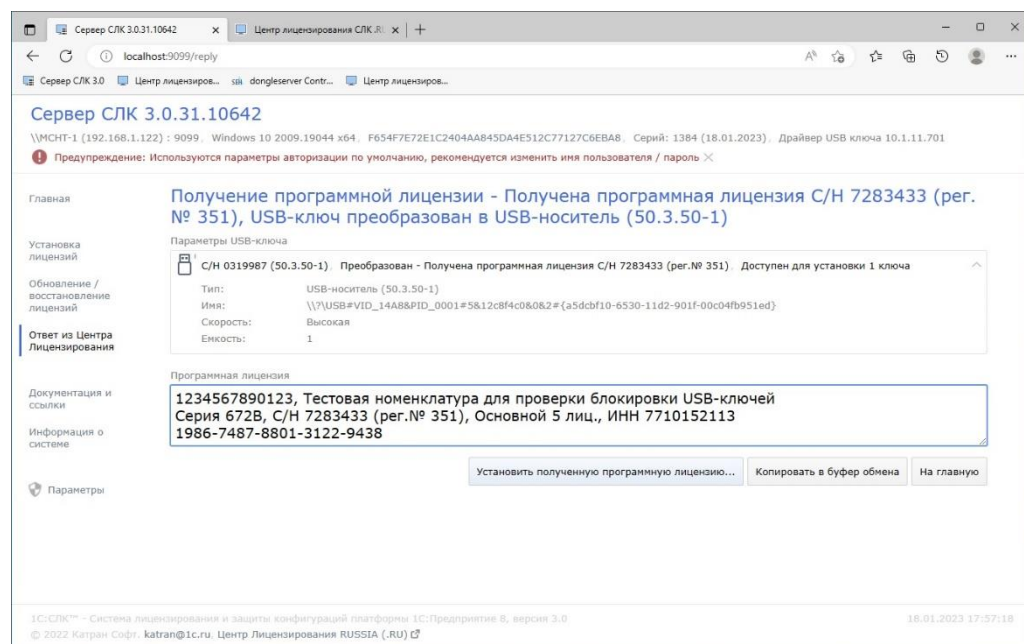 Сервер СЛК 3.0.31.10642
Центр лицензирования СЛК .RU
localhost:9099/reply
Сервер СЛК 3.0
Центр лицензиров...
dongleserver Contr...
Центр лицензиров...
Сервер СЛК 3.0.31.10642
\\MCHT-1 (192.168.1.122) : 9099, Windows 10 2009.19044 x64, F654F7E72E1C2404AA845DA4E512C77127C6EBA8, Серий: 1384 (18.01.2023), Драйвер USB ключа 10.1.11.701
Предупреждение: Используются параметры авторизации по умолчанию, рекомендуется изменить имя пользователя / пароль
Главная
Установка
лицензий
Обновление /
восстановление
лицензий
Ответ из Центра
Лицензирования
Документация и
ссылки
Информация о
системе
Параметры
Получение программной лицензии - Получена программная лицензия С/Н 7283433 (рег.
№ 351), USB-ключ преобразован в USB-носитель (50.3.50-1)
Параметры USB-ключа
С/Н 0319987 (50.3.50-1), Преобразован - Получена программная лицензия С/Н 7283433 (рег.№ 351), Доступен для установки 1 ключа
Тип: USB-носитель (50.3.50-1)
Имя: \\?\USB#VID_14A8&PID_0001#5&12c8f4c0&0&2#{a5dcbf10-6530-11d2-901f-00c04fb951ed}
Скорость: Высокая
Емкость: 1
Программная лицензия
1234567890123, Тестовая номенклатура для проверки блокировки USB-ключей
Серия 672B, С/Н 7283433 (рег.№ 351), Основной 5 лиц., ИНН 7710152113
1986-7487-8801-3122-9438
Установить полученную программную лицензию...
Копировать в буфер обмена
На главную
1С:СЛК™ - Система лицензирования и защиты конфигураций платформы 1С:Предприятие 8, версия 3.0
18.01.2023 17:57:18
© 2022 Катран Софт, katran@1c.ru, Центр Лицензирования RUSSIA (.RU)